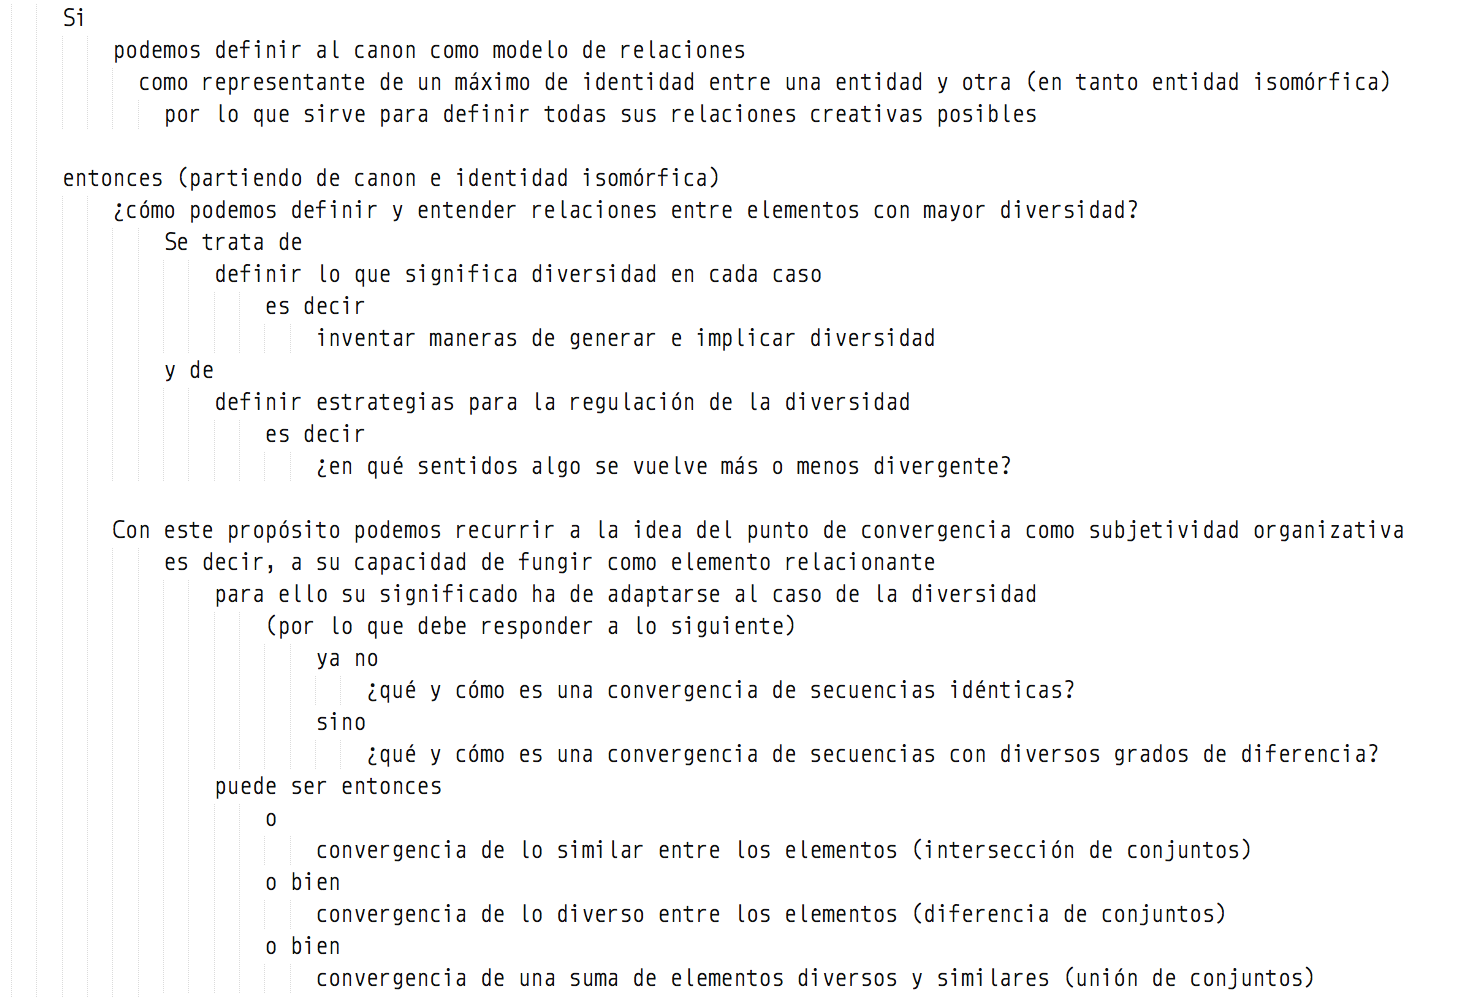 Si
podemos definir al canon como modelo de relaciones
como representante de un máximo de identidad entre una entidad y otra (en tanto entidad isomórfica)
por lo que sirve para definir todas sus relaciones creativas posibles
entonces (partiendo de canon e identidad isomórfica)
¿cómo podemos definir y entender relaciones entre elementos con mayor diversidad?
Se trata de
definir lo que significa diversidad en cada caso
es decir
inventar maneras de generar e implicar diversidad
y de
definir estrategias para la regulación de la diversidad
es decir
¿en qué sentidos algo se vuelve más o menos divergente?
Con este propósito podemos recurrir a la idea del punto de convergencia como subjetividad organizativa
es decir, a su capacidad de fungir como elemento relacionante
para ello su significado ha de adaptarse al caso de la diversidad
(por lo que debe responder a lo siguiente)
ya no
¿qué y cómo es una convergencia de secuencias idénticas?
sino
¿qué y cómo es una convergencia de secuencias con diversos grados de diferencia?
puede ser entonces
o
convergencia de lo similar entre los elementos (intersección de conjuntos)
o bien
convergencia de lo diverso entre los elementos (diferencia de conjuntos)
o bien
convergencia de una suma de elementos diversos y similares (unión de conjuntos)